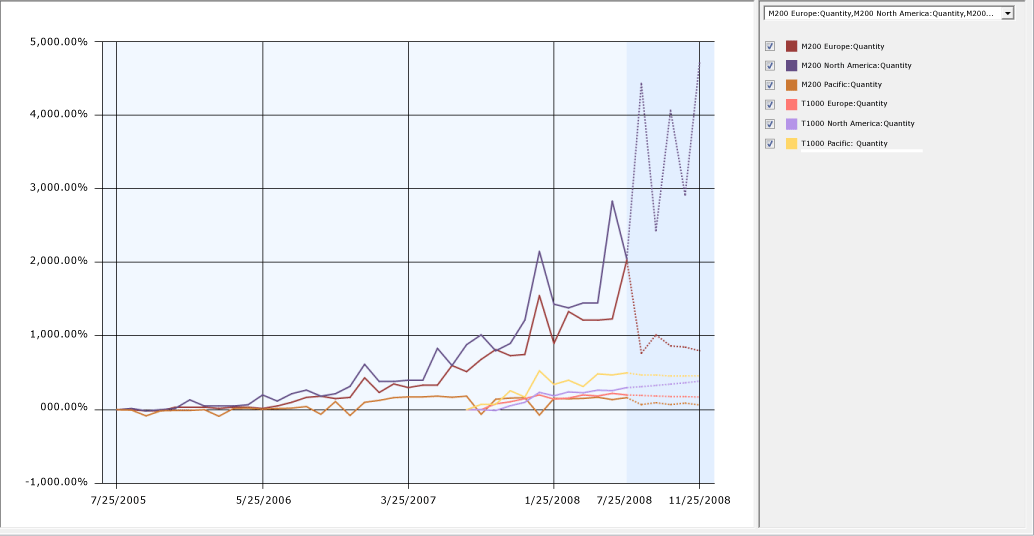 M200 Europe:Quantity,M200 North America:Quantity,M200...
5,000.00%
4,000.00%
3,000.00%
2,000.00%
1,000.00%
000.00%
-1,000.00%
7/25/2005
5/25/2006
3/25/2007
1/25/2008
7/25/2008
11/25/2008
M200 Europe:Quantity
M200 North America:Quantity
M200 Pacific:Quantity
T1000 Europe:Quantity
T1000 North America:Quantity
T1000 Pacific: Quantity